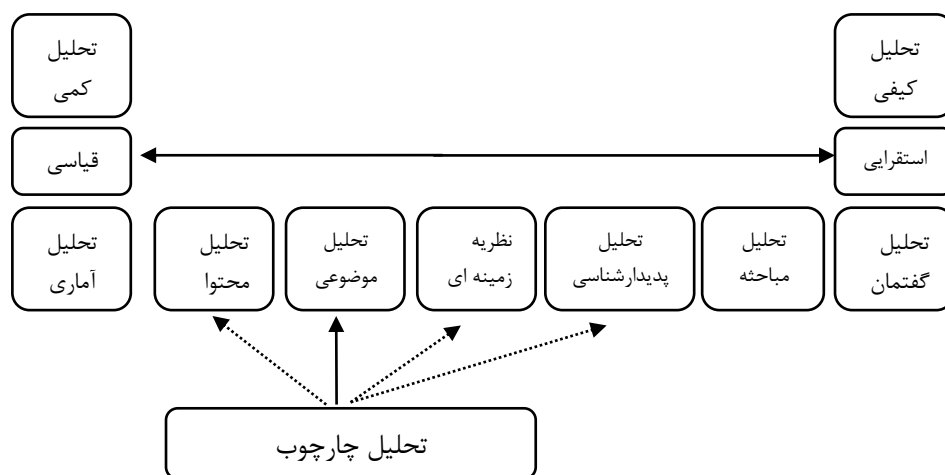 تحلیل
کیفی
تحلیل
کمی
استقرایی
قیاسی
تحلیل
گفتمان
تحلیل
مباحثه
تحلیل
پدیدارشناسی
نظریه
زمینه ای
تحلیل
موضوعی
تحلیل
محتوا
تحلیل
آماری
تحلیل چارچوب